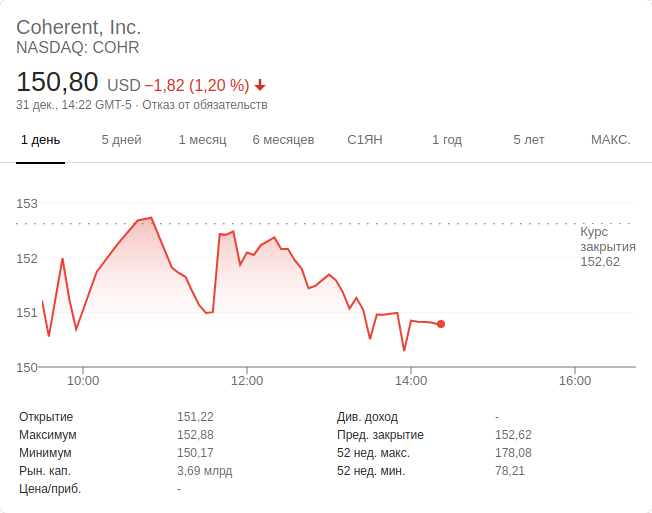 Coherent, Inc.
NASDAQ: COHR
150,80 USD −1,82 (1,20 %)
31 дек., 14:22 GMT-5 · Отказ от обязательств
1 день 5 дней 1 месяц 6 месяцев С1ЯН 1 год 5 лет МАКС.
153
Курс
закрытия
152,62
152
151
150
10:00 12:00 14:00 16:00
Открытие 151,22 Див. доход -
Максимум 152,88 Пред. закрытие 152,62
Минимум 150,17 52 нед. макс. 178,08
Рын. кап. 3,69 млрд 52 нед. мин. 78,21
Цена/приб. -